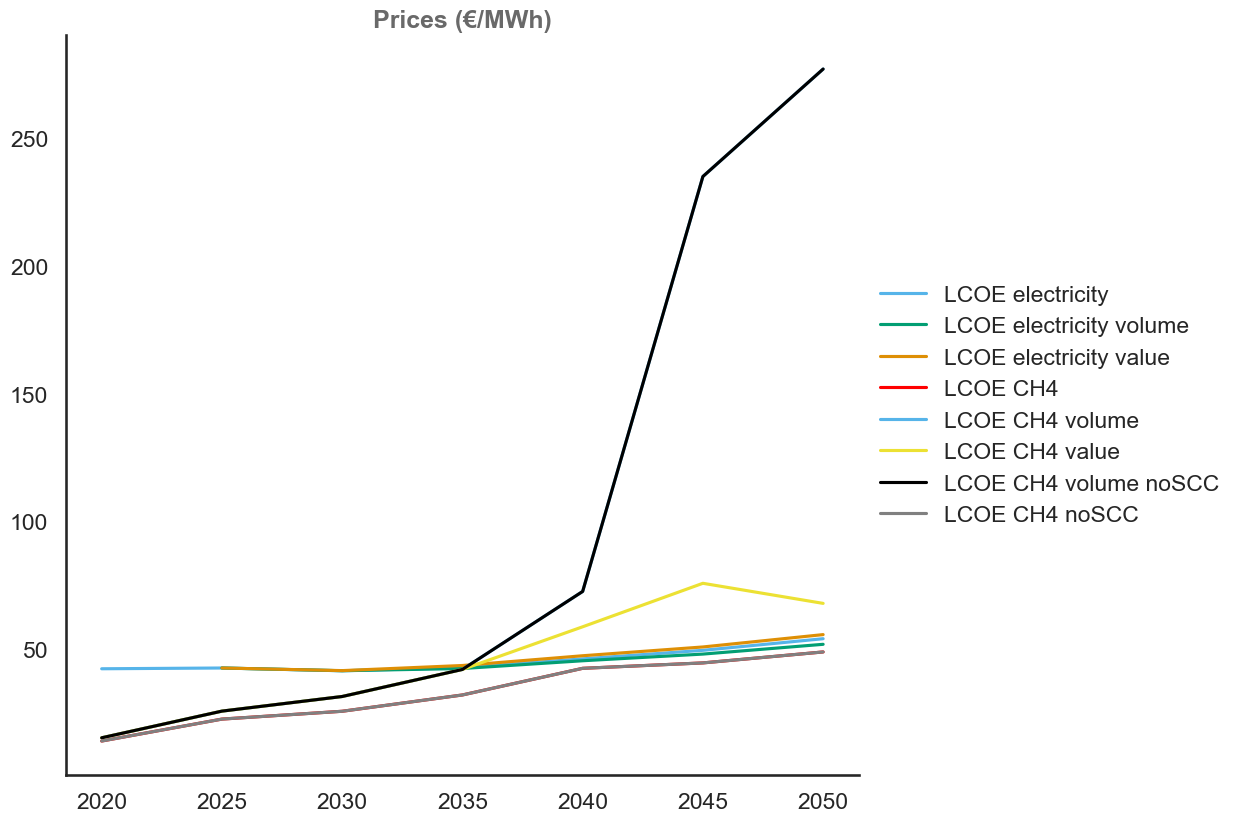 Prices (€/MWh)
250
200
150
100
50
2020 2025 2030 2035 2040 2045 2050
LCOE electricity
LCOE electricity volume
LCOE electricity value
LCOE CH4
LCOE CH4 volume
LCOE CH4 value
LCOE CH4 volume noSCC
LCOE CH4 noSCC